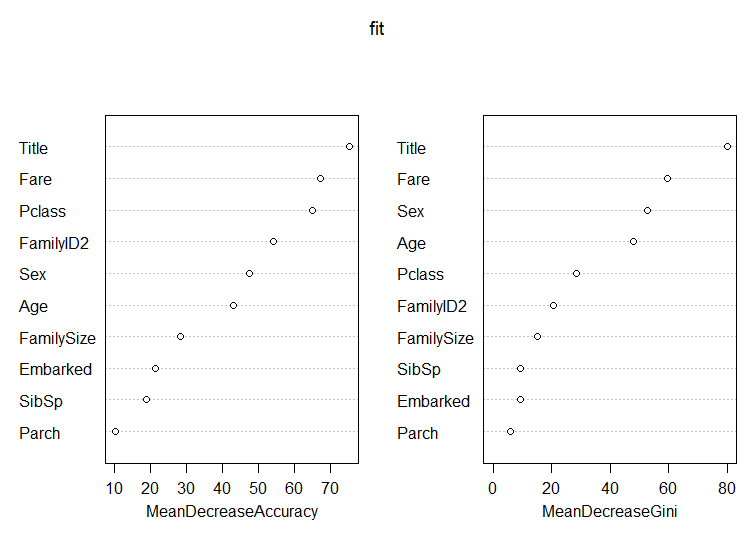 fit
Title
Fare
Pclass
FamilyID2
Sex
Age
FamilySize
Embarked
SibSp
Parch
10 20 30 40 50 60 70
MeanDecreaseAccuracy
Title
Fare
Sex
Age
Pclass
FamilyID2
FamilySize
SibSp
Embarked
Parch
0 20 40 60 80
MeanDecreaseGini